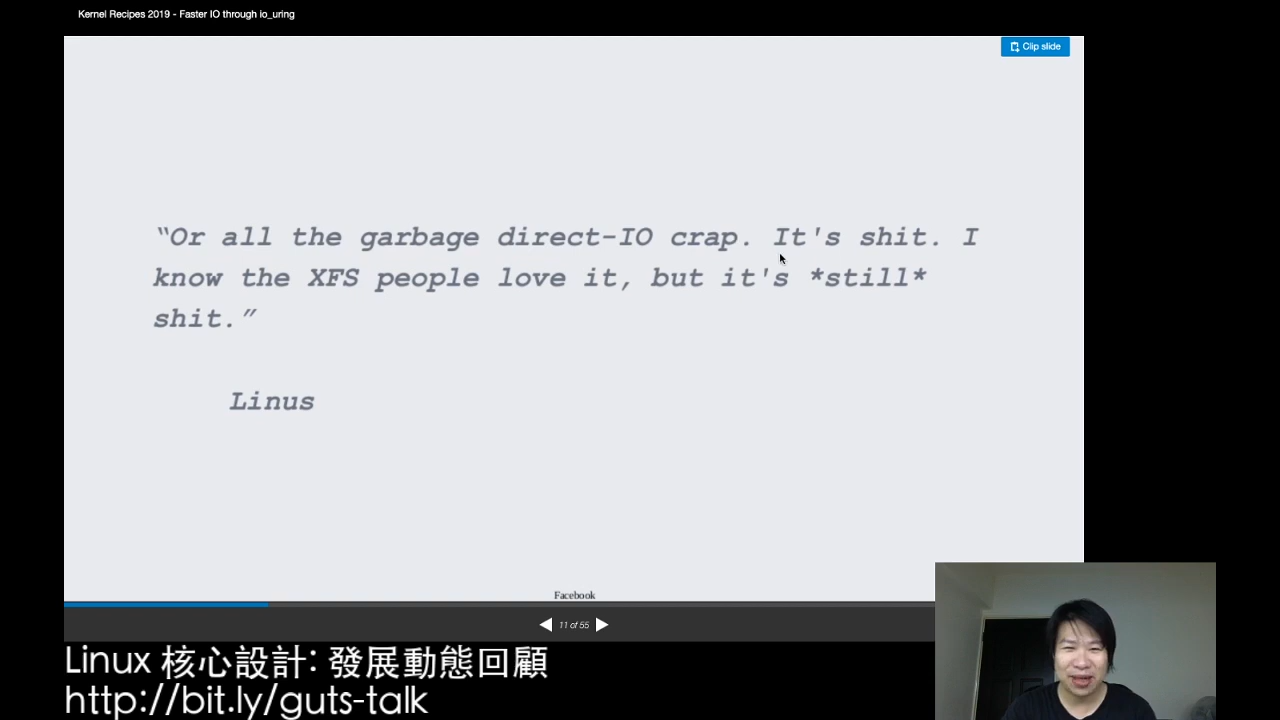 Kernel Recipes 2019 - Faster IO through io_uring
Clip slide
“Or all the garbage direct-IO crap. It's shit. I
know the XFS people love it, but it's *still*
shit.”
Linus
Facebook
11 of 55
Linux 核心設計: 發展動態回顧
http://bit.ly/guts-talk